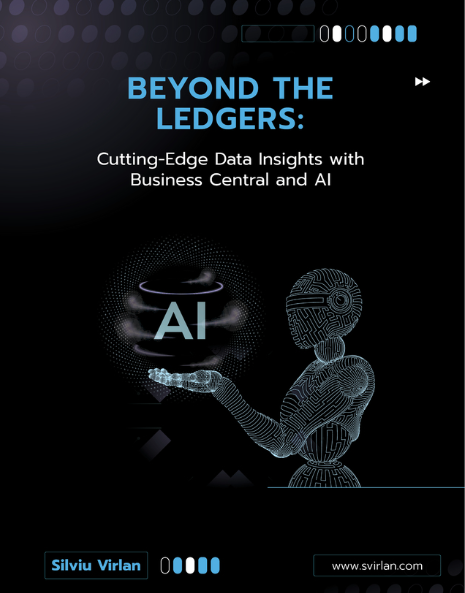 BEYOND THE
LEDGERS:
Cutting-Edge Data Insights with
Business Central and AI
AI
Silviu Virlan
www.svirlan.com